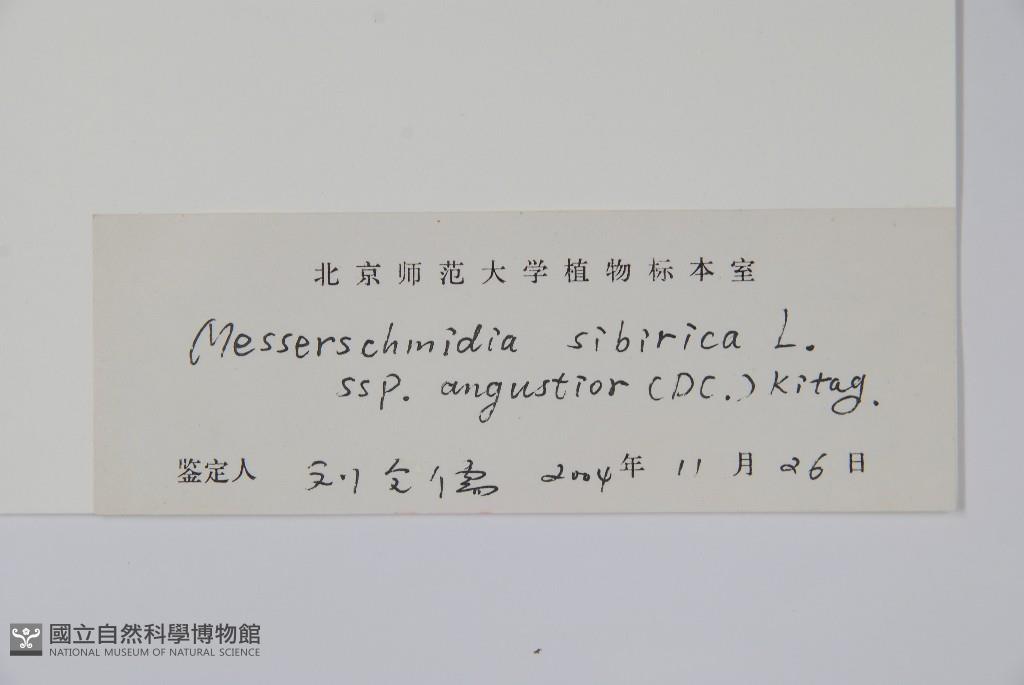 北京师范大学植物标本室
Messerschmidia sibirica L.
ssp. angustior (DC.) Kitag.
鉴定人 刘全儒 2004年 11 月 26 日
國立自然科學博物館
NATIONAL MUSEUM OF NATURAL SCIENCE